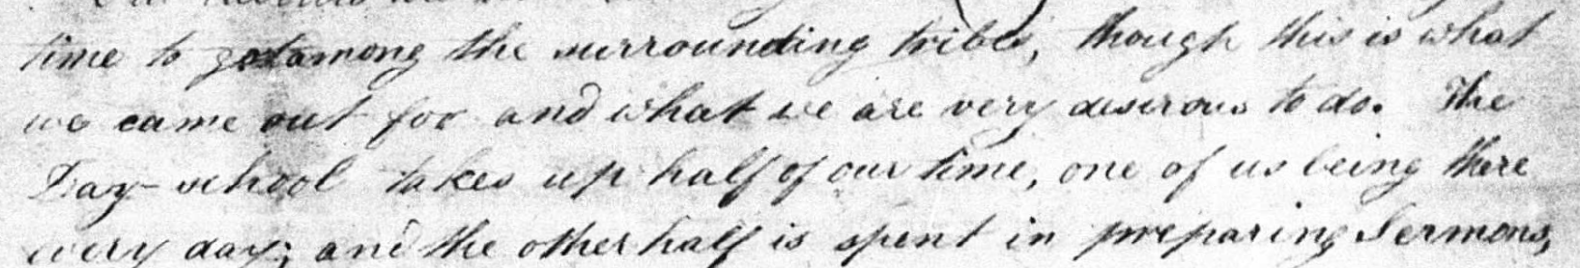 time to get among the surrounding tribes, though this is what
we came out for and what we are very desirous to do. The
Day-school takes up half of our time, one of us being there
every day; and the other half is spent in preparing Sermons,